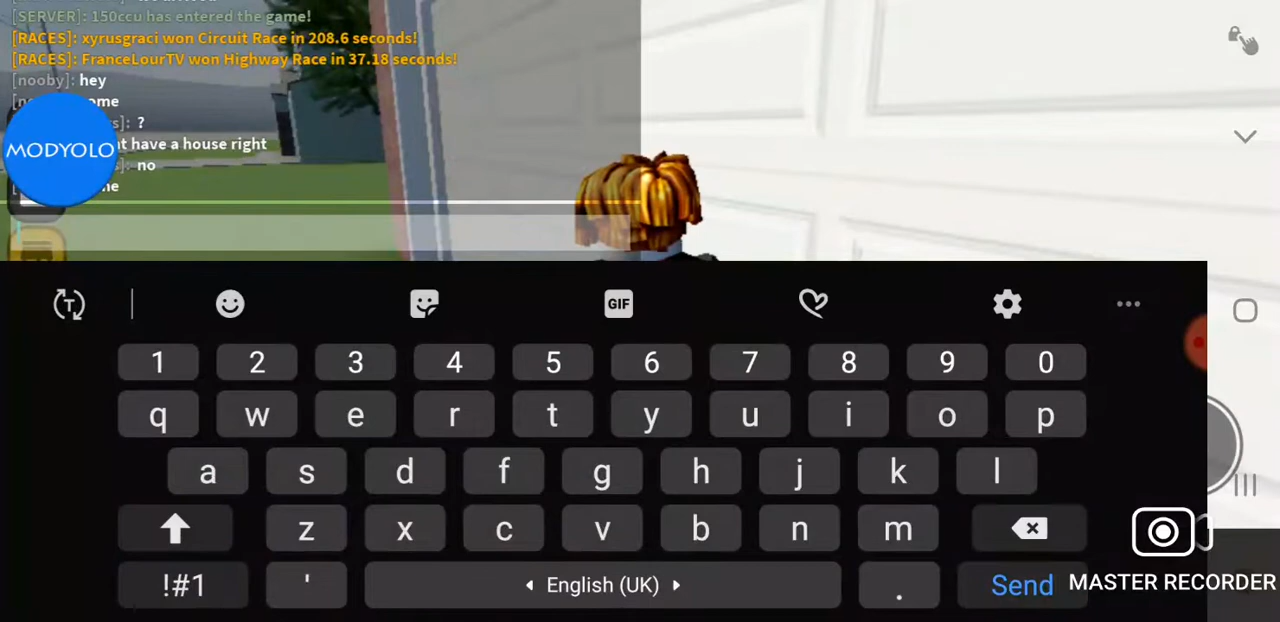 [SERVER]: 150ccu has entered the game!
[RACES]: xyrusgraci won Circuit Race in 208.6 seconds!
[RACES]: FranceLourTV won Highway Race in 37.18 seconds!
[nooby]: hey
]: ?
have a house right
]: no
MODYOLO
GIF
1 2 3 4 5 6 7 8 9 0
q w e r t y u i o p
a s d f g h j k l
z x c v b n m
!#1 ' English (UK) . Send
MASTER RECORDER